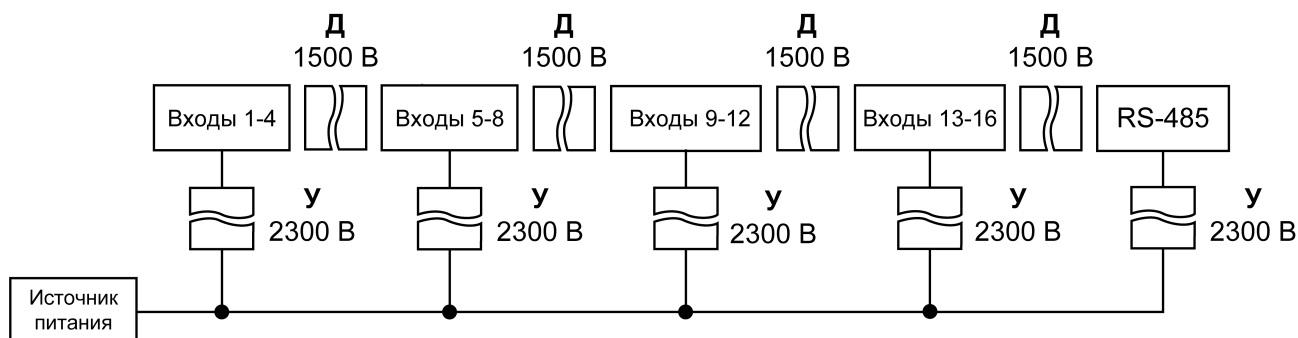 Д
1500 В
Д
1500 В
Д
1500 В
Д
1500 В
Входы 1-4
Входы 5-8
Входы 9-12
Входы 13-16
RS-485
У
2300 В
У
2300 В
У
2300 В
У
2300 В
У
2300 В
Источник
питания